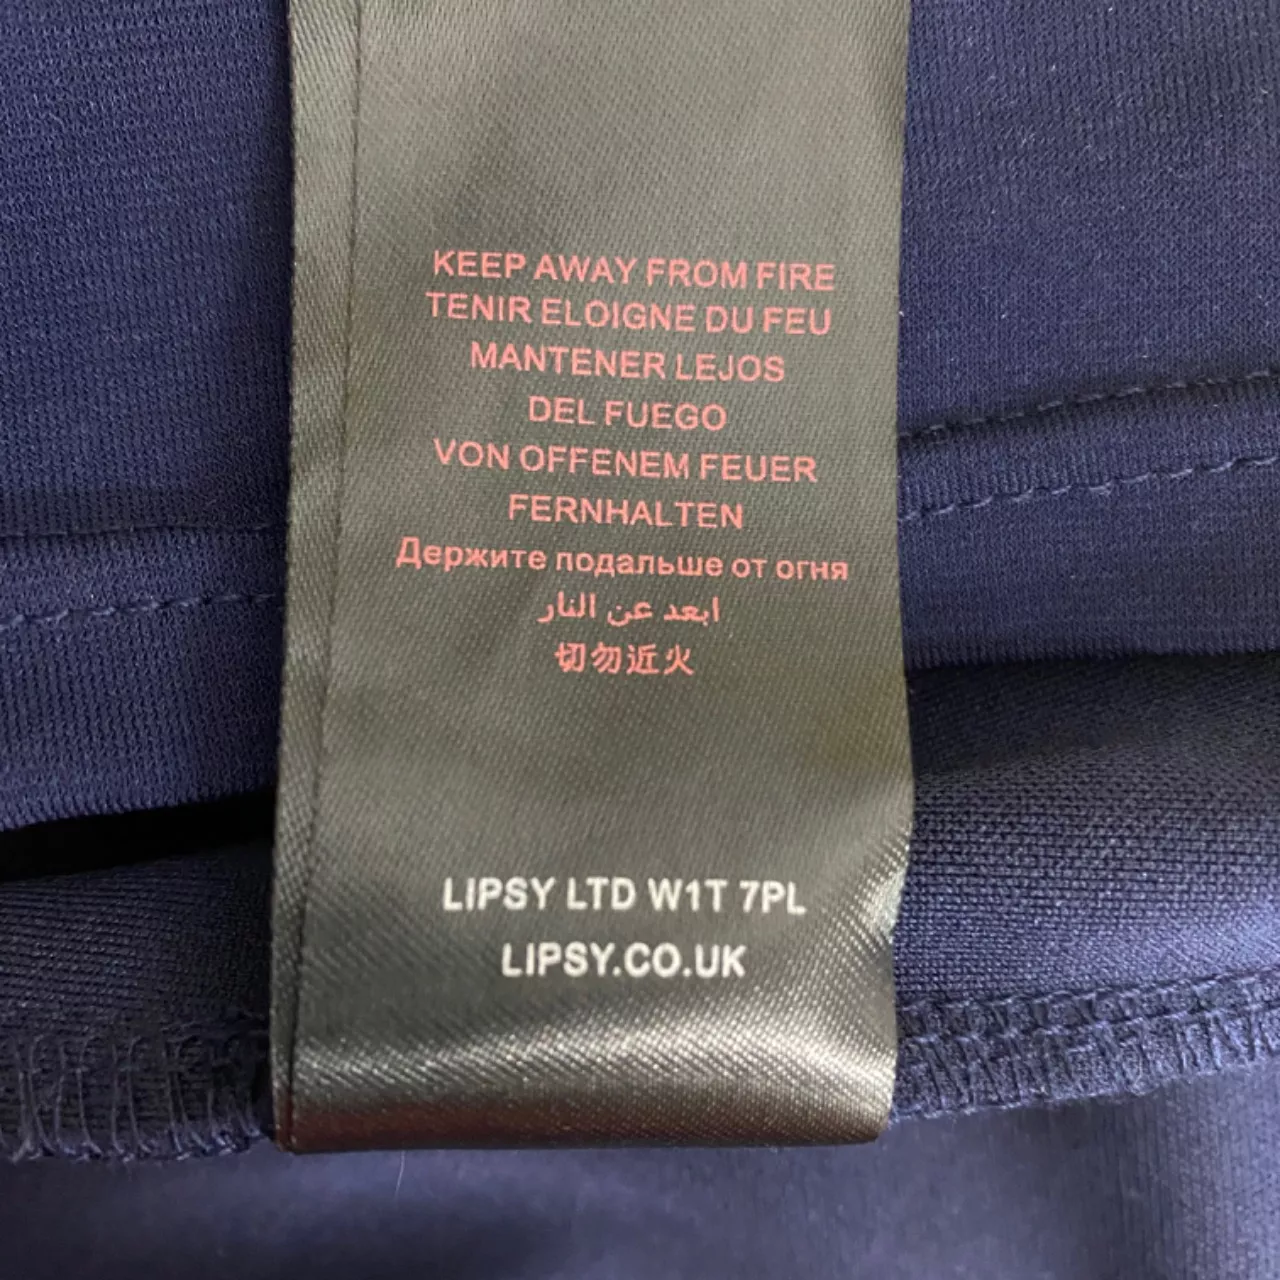 KEEP AWAY FROM FIRE
TENIR ELOIGNE DU FEU
MANTENER LEJOS
DEL FUEGO
VON OFFENEM FEUER
FERNHALTEN
Держите подальше от огня
ابعد عن النار
切勿近火
LIPSY LTD W1T 7PL
LIPSY.CO.UK